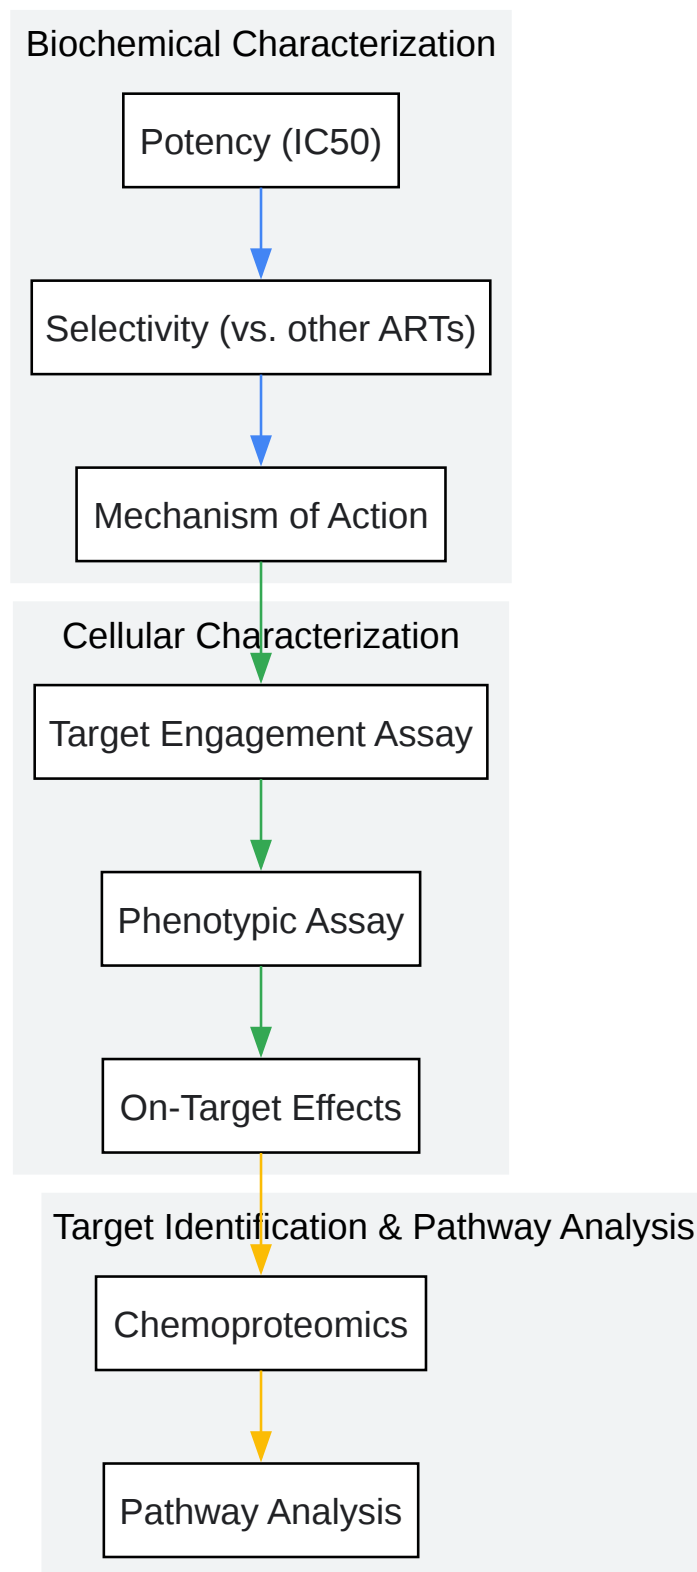 Biochemical Characterization
Potency (IC50)
Selectivity (vs. other ARTs)
Mechanism of Action
Cellular Characterization
Target Engagement Assay
Phenotypic Assay
On-Target Effects
Target Identification & Pathway Analysis
Chemoproteomics
Pathway Analysis